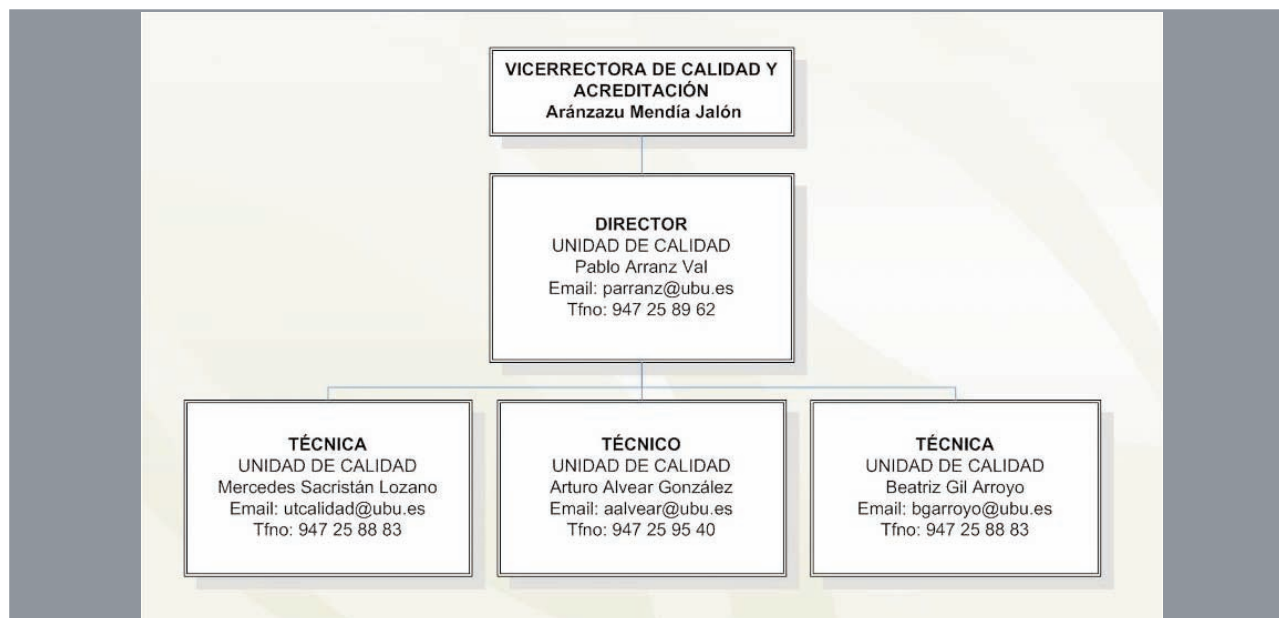 VICERRECTORA DE CALIDAD Y
ACREDITACIÓN
Aránzazu Mendía Jalón
DIRECTOR
UNIDAD DE CALIDAD
Pablo Arranz Val
Email: parranz@ubu.es
Tfno: 947 25 89 62
TÉCNICA
UNIDAD DE CALIDAD
Mercedes Sacristán Lozano
Email: utcalidad@ubu.es
Tfno: 947 25 88 83
TÉCNICO
UNIDAD DE CALIDAD
Arturo Alvear González
Email: aalvear@ubu.es
Tfno: 947 25 95 40
TÉCNICA
UNIDAD DE CALIDAD
Beatriz Gil Arroyo
Email: bgarroyo@ubu.es
Tfno: 947 25 88 83